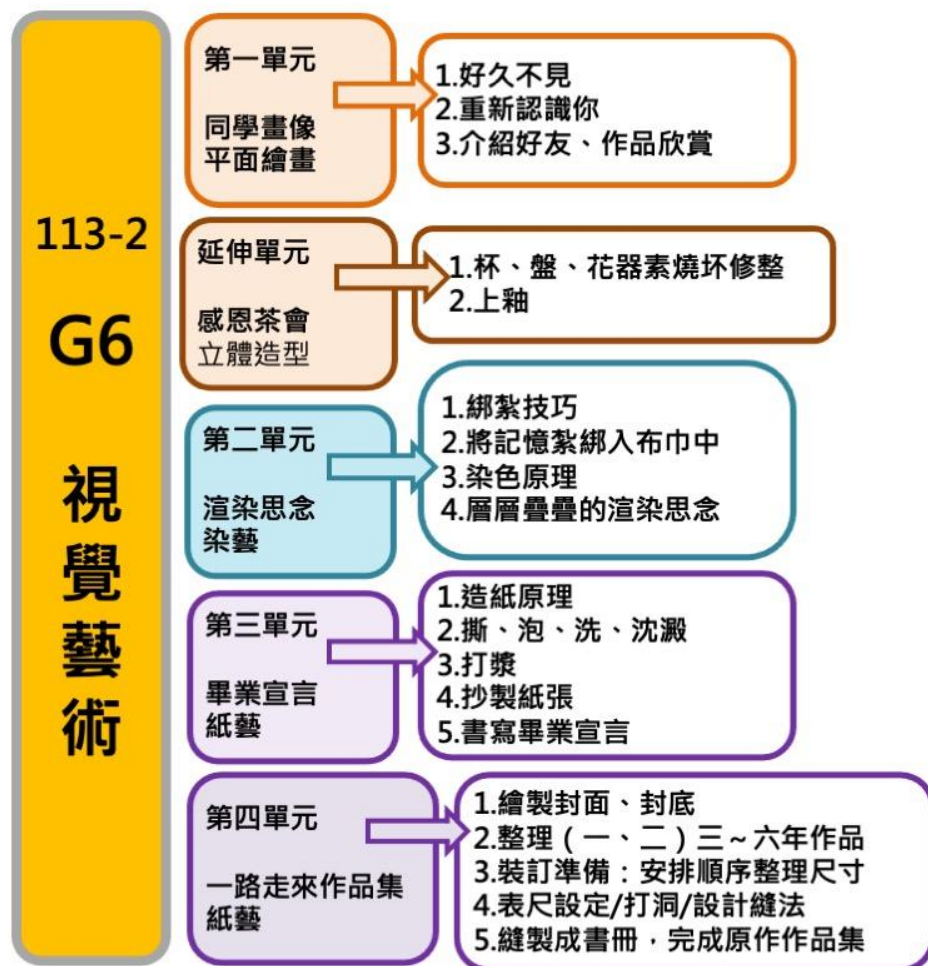 113-2
G6
視覺藝術
第一單元
同學畫像
平面繪畫
1.好久不見
2.重新認識你
3.介紹好友、作品欣賞
延伸單元
感恩茶會
立體造型
1.杯、盤、花器素燒坏修整
2.上釉
第二單元
渲染思念
染藝
1.綁紮技巧
2.將記憶紮綁入布巾中
3.染色原理
4.層層疊疊的渲染思念
第三單元
畢業宣言
紙藝
1.造紙原理
2.撕、泡、洗、沈澱
3.打漿
4.抄製紙張
5.書寫畢業宣言
第四單元
一路走來作品集
紙藝
1.繪製封面、封底
2.整理（一、二）三～六年作品
3.裝訂準備：安排順序整理尺寸
4.表尺設定/打洞/設計縫法
5.縫製成書冊，完成原作作品集